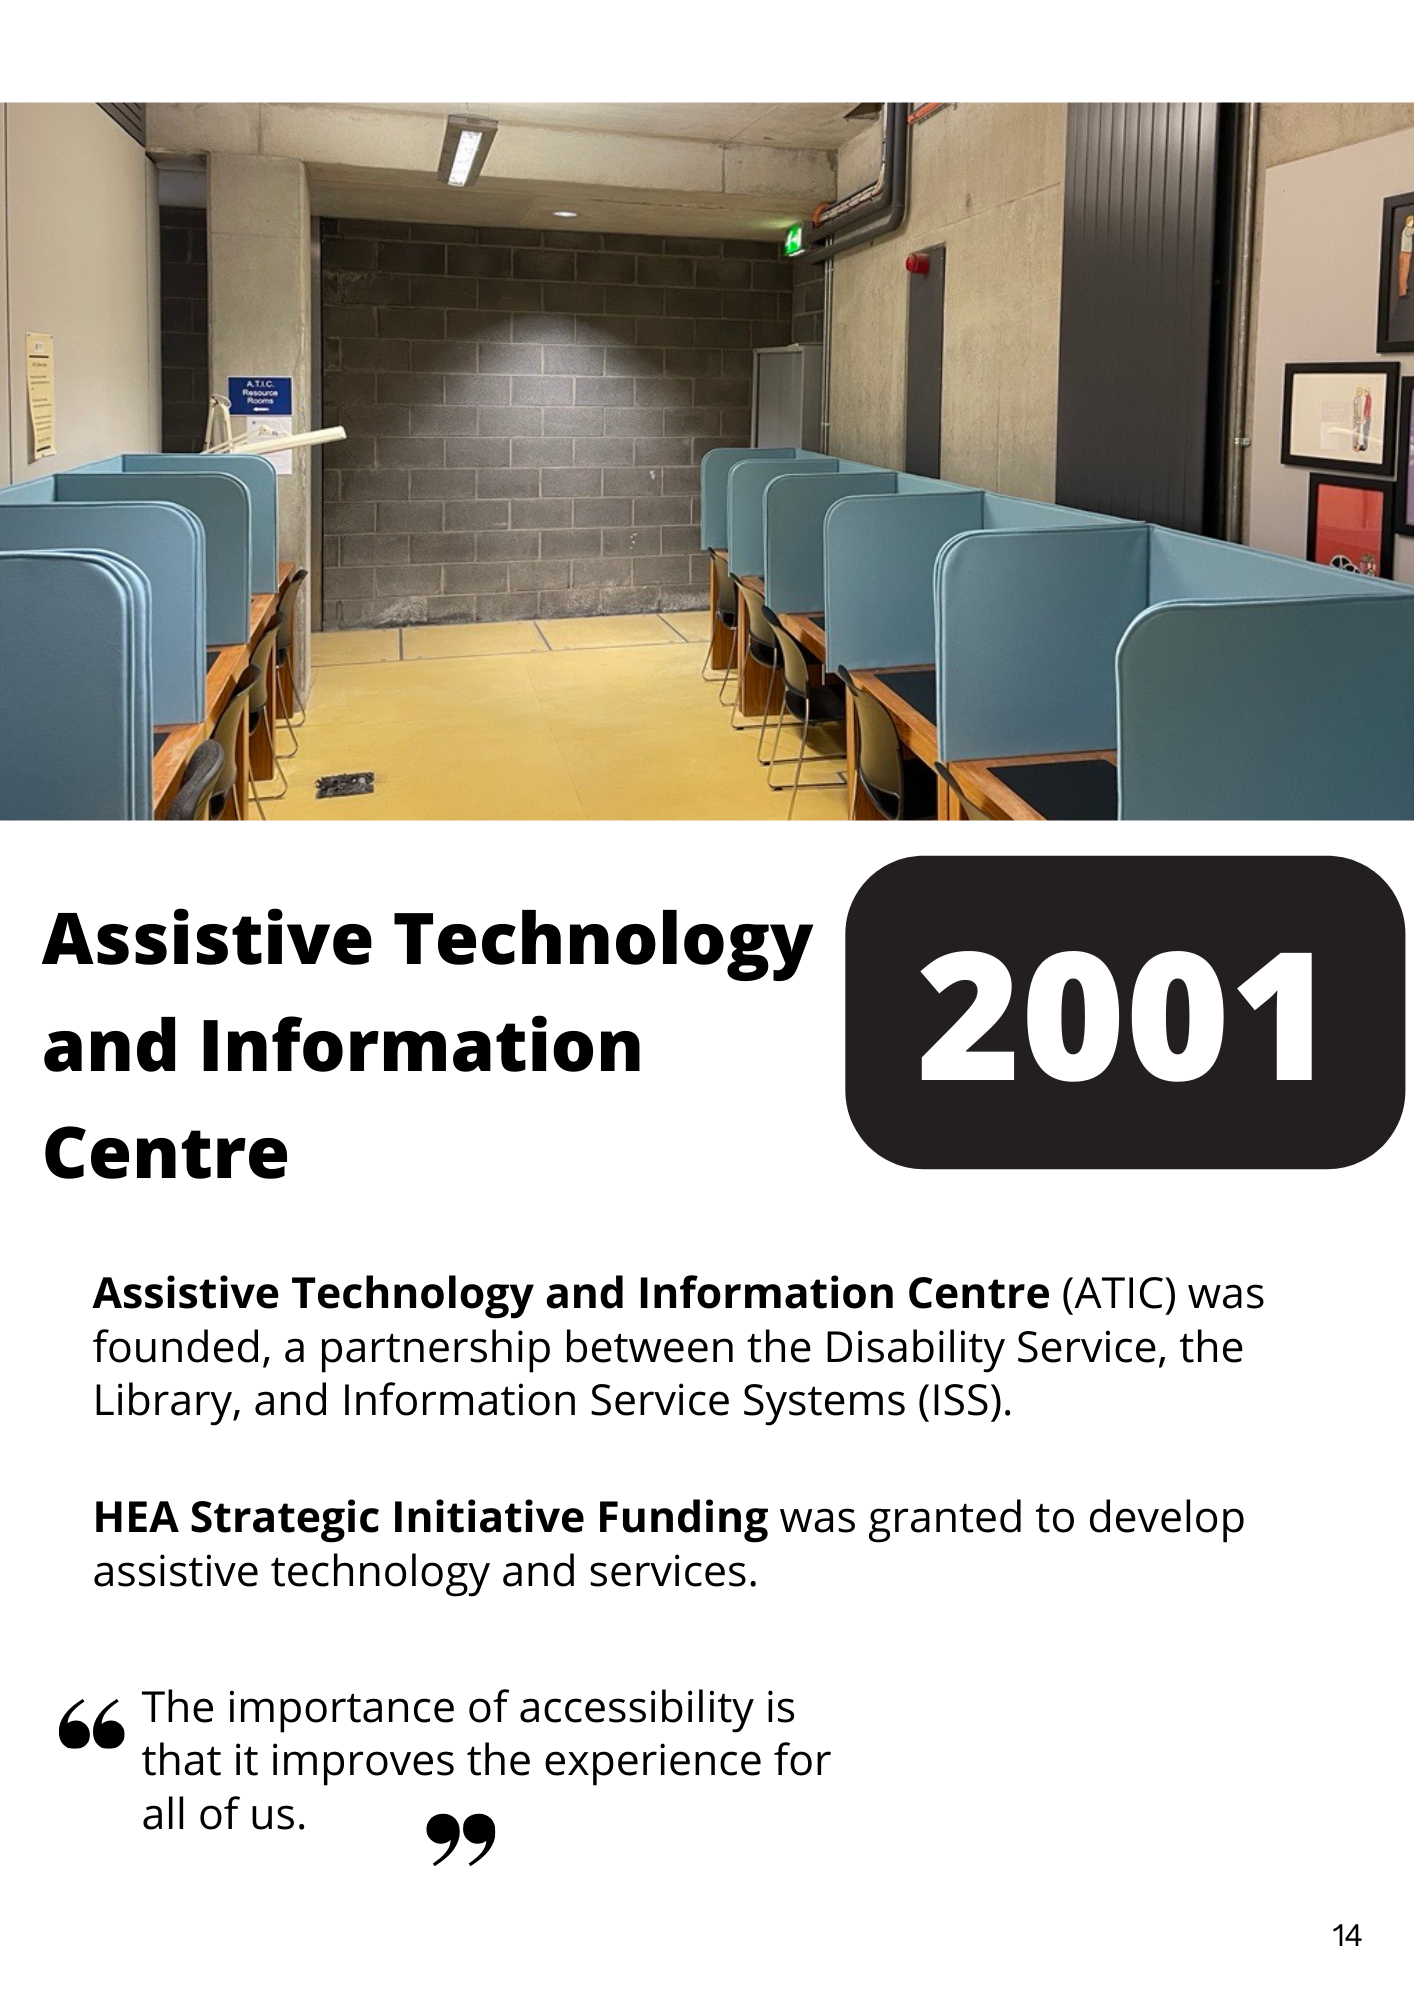 A.T.I.C.
Resource
Rooms
Assistive Technology
and Information
Centre
2001
Assistive Technology and Information Centre (ATIC) was
founded, a partnership between the Disability Service, the
Library, and Information Service Systems (ISS).
HEA Strategic Initiative Funding was granted to develop
assistive technology and services.
“The importance of accessibility is
that it improves the experience for
all of us.”
14